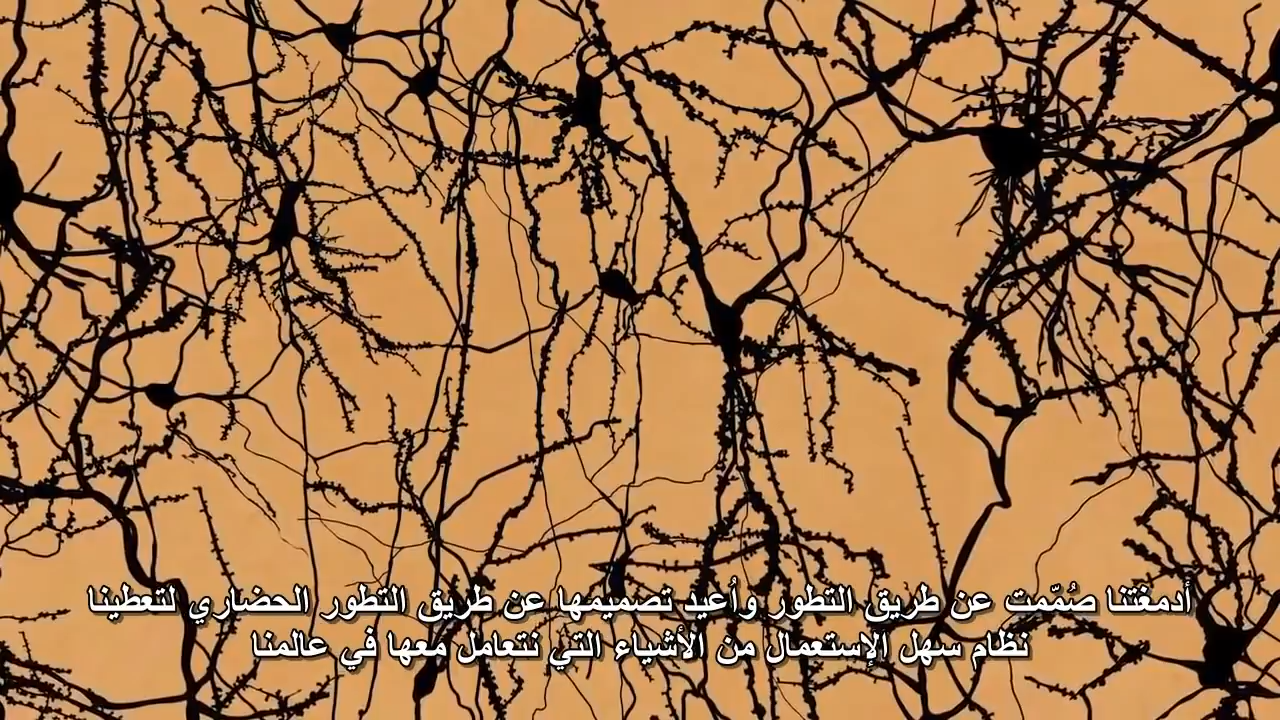 أدمغتنا صُمّمت عن طريق التطور وأُعيد تصميمها عن طريق التطور الحضاري لتعطينا
نظام سهل الإستعمال من الأشياء التي نتعامل معها في عالمنا